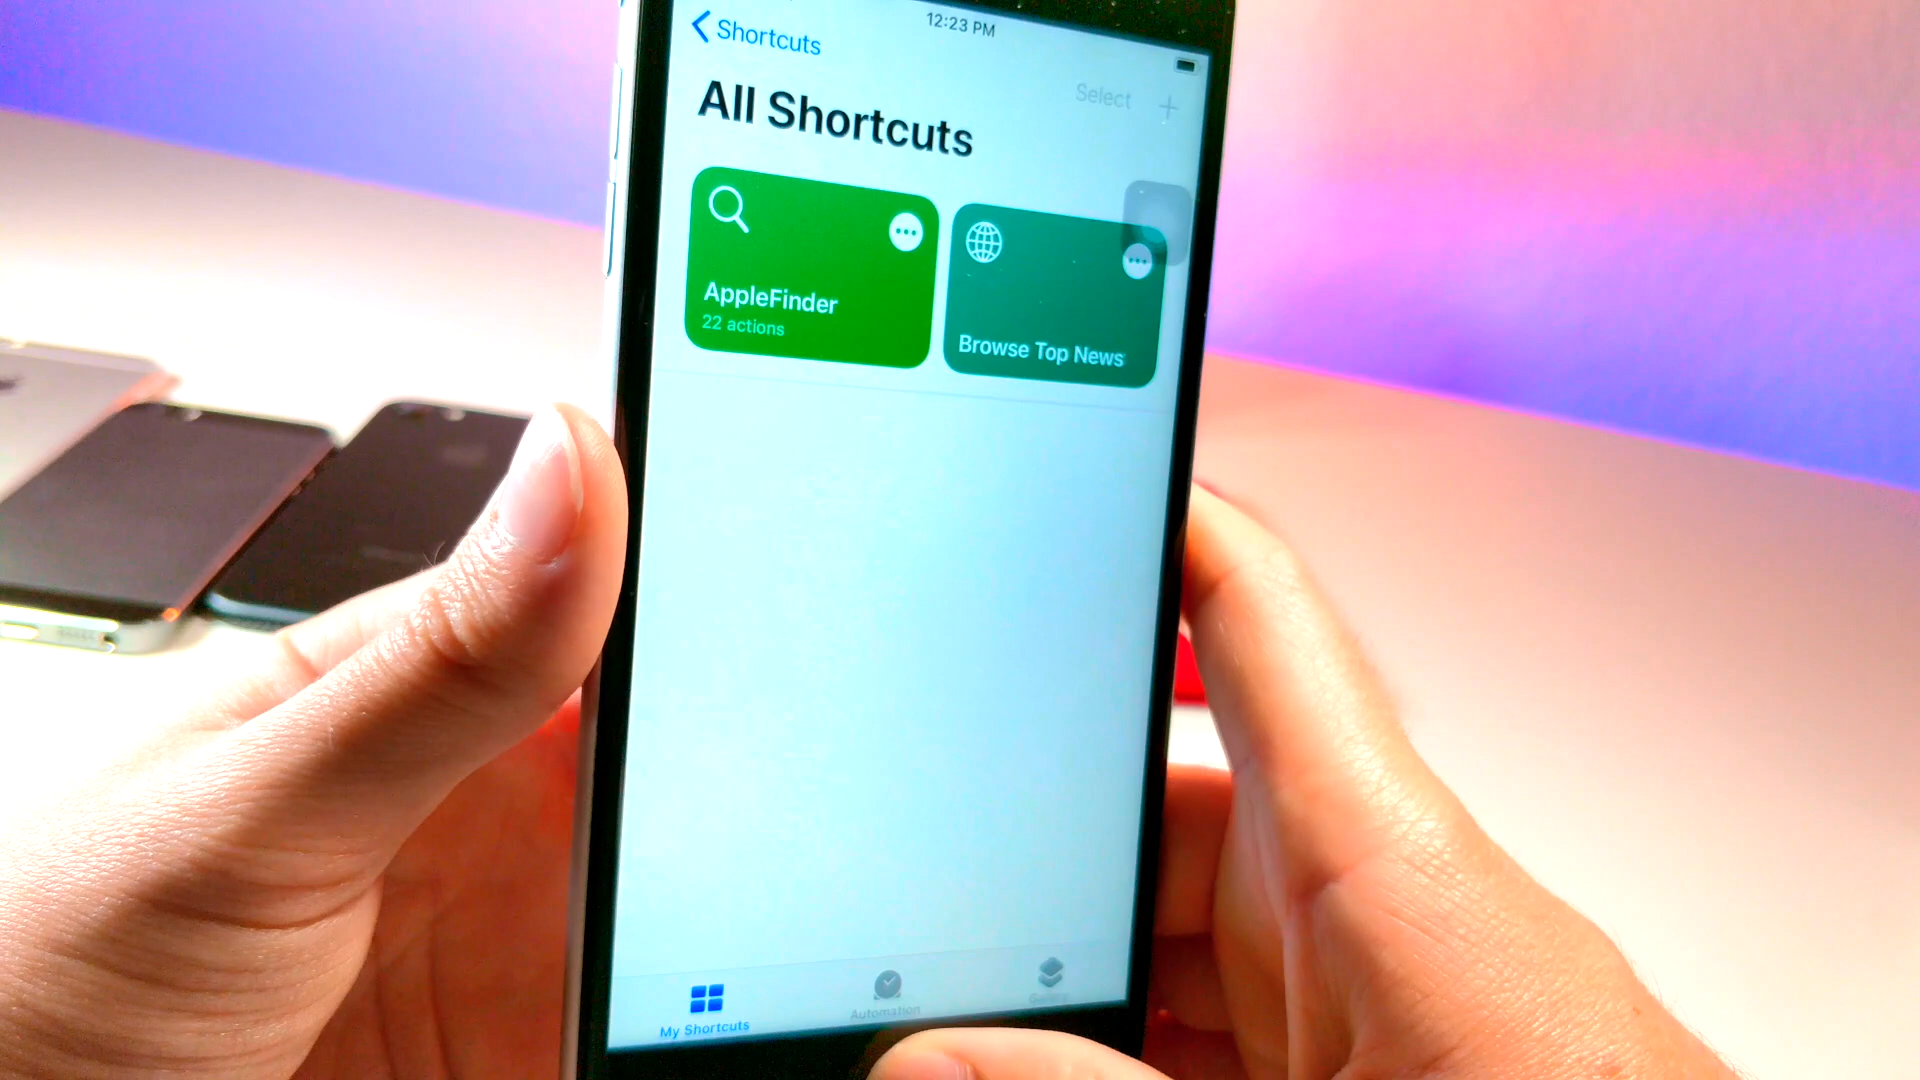 12:23 PM
Shortcuts
Select
All Shortcuts
AppleFinder
22 actions
Browse Top News
My Shortcuts
Automation